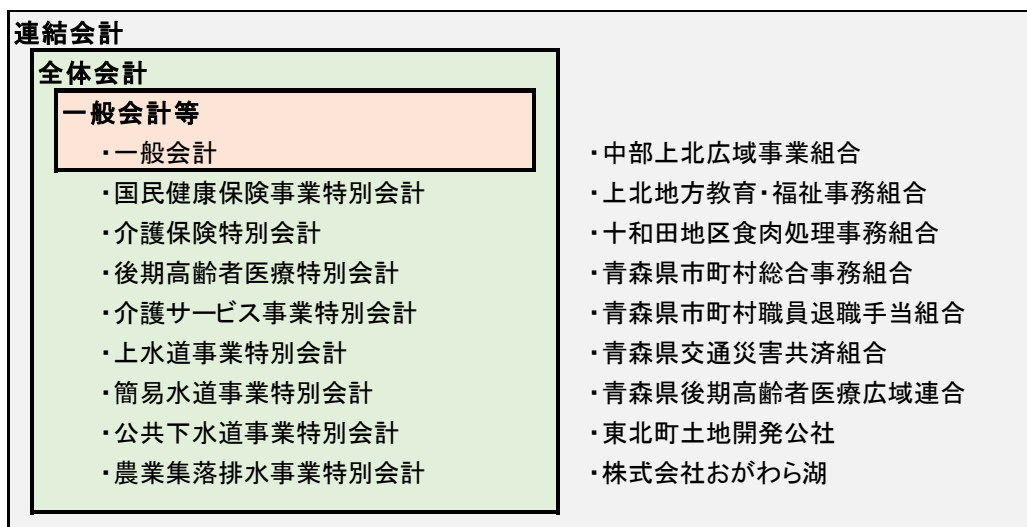 連結会計
全体会計
一般会計等
・一般会計
・国民健康保険事業特別会計
・介護保険特別会計
・後期高齢者医療特別会計
・介護サービス事業特別会計
・上水道事業特別会計
・簡易水道事業特別会計
・公共下水道事業特別会計
・農業集落排水事業特別会計
・中部上北広域事業組合
・上北地方教育・福祉事務組合
・十和田地区食肉処理事務組合
・青森県市町村総合事務組合
・青森県市町村職員退職手当組合
・青森県交通災害共済組合
・青森県後期高齢者医療広域連合
・東北町土地開発公社
・株式会社おがわら湖